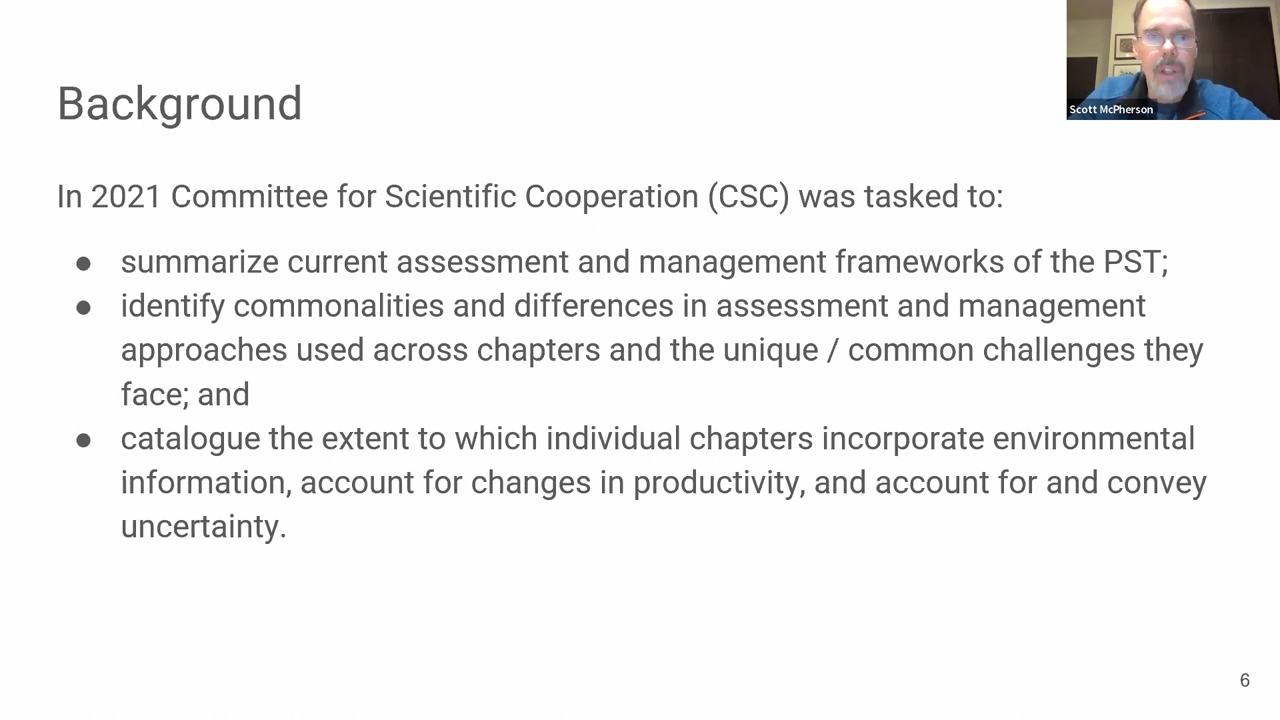 Scott McPherson
Background
In 2021 Committee for Scientific Cooperation (CSC) was tasked to:
● summarize current assessment and management frameworks of the PST;
● identify commonalities and differences in assessment and management
approaches used across chapters and the unique / common challenges they
face; and
● catalogue the extent to which individual chapters incorporate environmental
information, account for changes in productivity, and account for and convey
uncertainty.
6